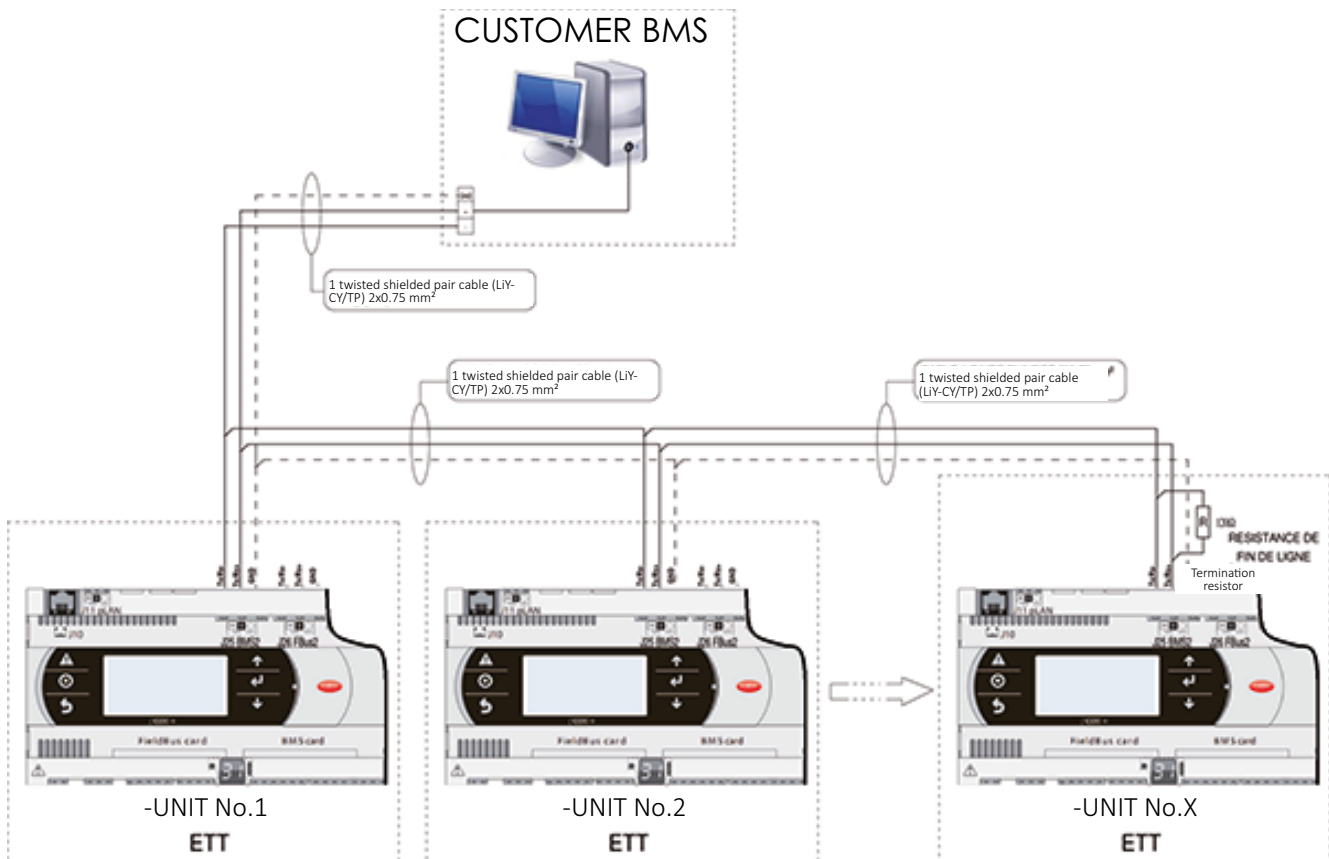 CUSTOMER BMS
1 twisted shielded pair cable (LiY-
CY/TP) 2x0.75 mm²
1 twisted shielded pair cable (LiY-
CY/TP) 2x0.75 mm²
1 twisted shielded pair cable
(LiY-CY/TP) 2x0.75 mm²
R
RESISTANCE DE
FIN DE LIGNE
Termination
resistor
J11 pLAN
J10
J25 BMS2
J26 FBus2
FieldBus card
BMS card
J11 pLAN
J10
J25 BMS2
J26 FBus2
FieldBus card
BMS card
J11 pLAN
J10
J25 BMS2
J26 FBus2
FieldBus card
BMS card
-UNIT No.1
ETT
-UNIT No.2
ETT
-UNIT No.X
ETT